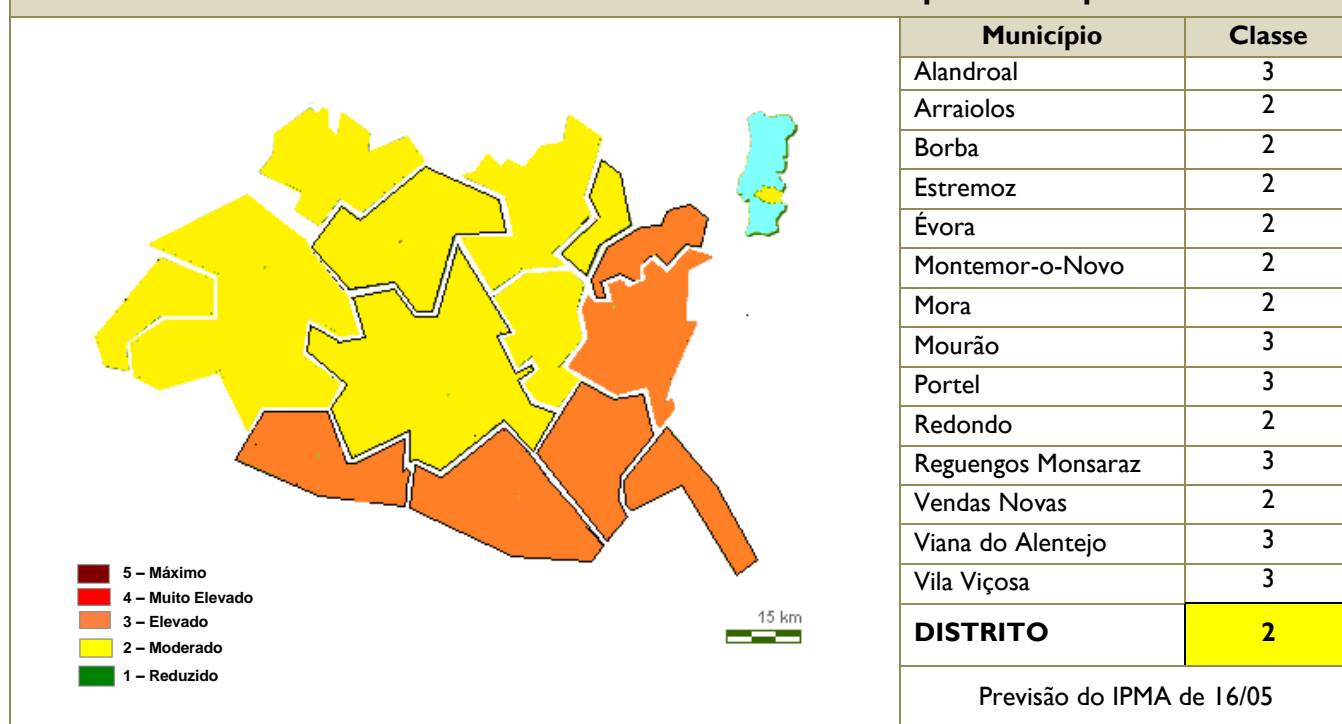 Município Classe
Alandroal 3
Arraiolos 2
Borba 2
Estremoz 2
Évora 2
Montemor-o-Novo 2
Mora 2
Mourão 3
Portel 3
Redondo 2
Reguengos Monsaraz 3
Vendas Novas 2
Viana do Alentejo 3
Vila Viçosa 3
DISTRITO 2
Previsão do IPMA de 16/05
5 – Máximo
4 – Muito Elevado
3 – Elevado
2 – Moderado
1 – Reduzido
15 km